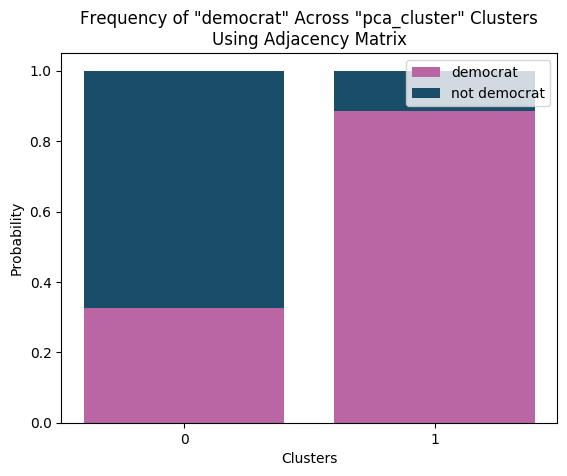 Frequency of "democrat" Across "pca_cluster" Clusters
Using Adjacency Matrix
democrat
not democrat
1.0
0.8
0.6
0.4
0.2
0.0
Probability
0
1
Clusters